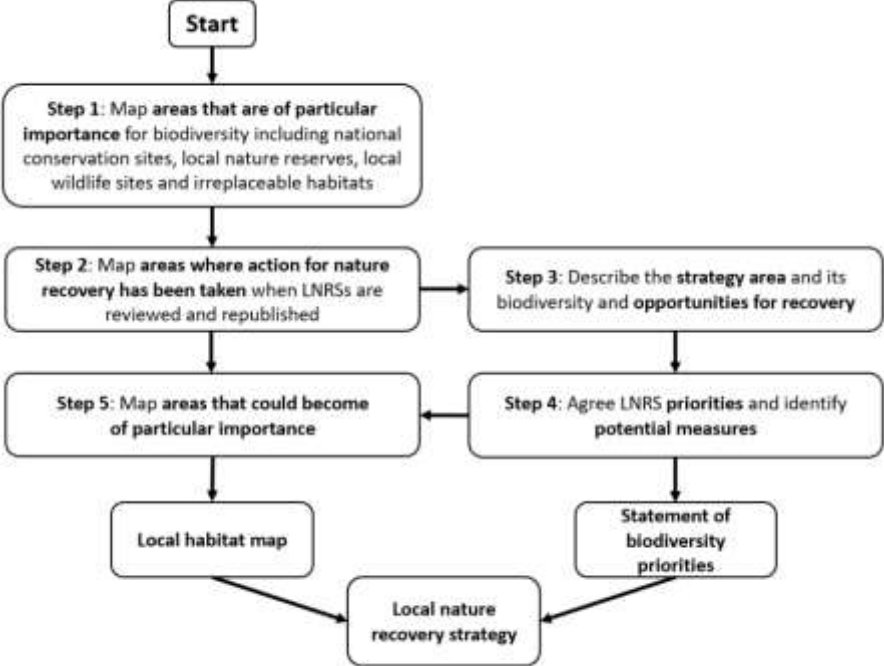 Start
Step 1: Map areas that are of particular
importance for biodiversity including national
conservation sites, local nature reserves, local
wildlife sites and irreplaceable habitats
Step 2: Map areas where action for nature
recovery has been taken when LNRSs are
reviewed and republished
Step 3: Describe the strategy area and its
biodiversity and opportunities for recovery
Step 4: Agree LNRS priorities and identify
potential measures
Step 5: Map areas that could become
of particular importance
Local habitat map
Statement of
biodiversity
priorities
Local nature
recovery strategy